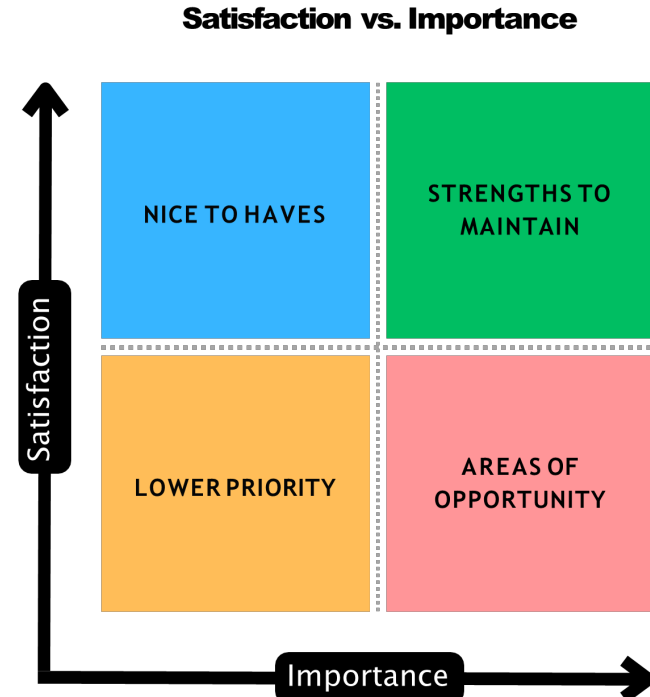 Satisfaction vs. Importance
NICE TO HAVES
STRENGTHS TO
MAINTAIN
Satisfaction
LOWER PRIORITY
AREAS OF
OPPORTUNITY
Importance